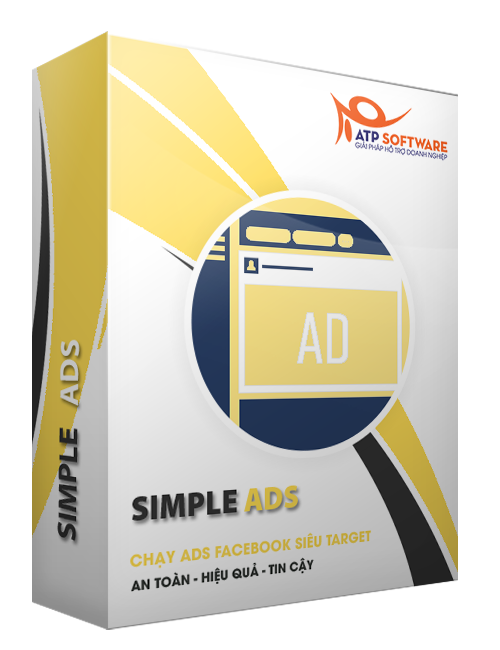 ATP SOFTWARE
GIẢI PHÁP HỖ TRỢ DOANH NGHIỆP
AD
SIMPLE ADS
SIMPLE ADS
CHẠY ADS FACEBOOK SIÊU TARGET
AN TOÀN - HIỆU QUẢ - TIN CẬY